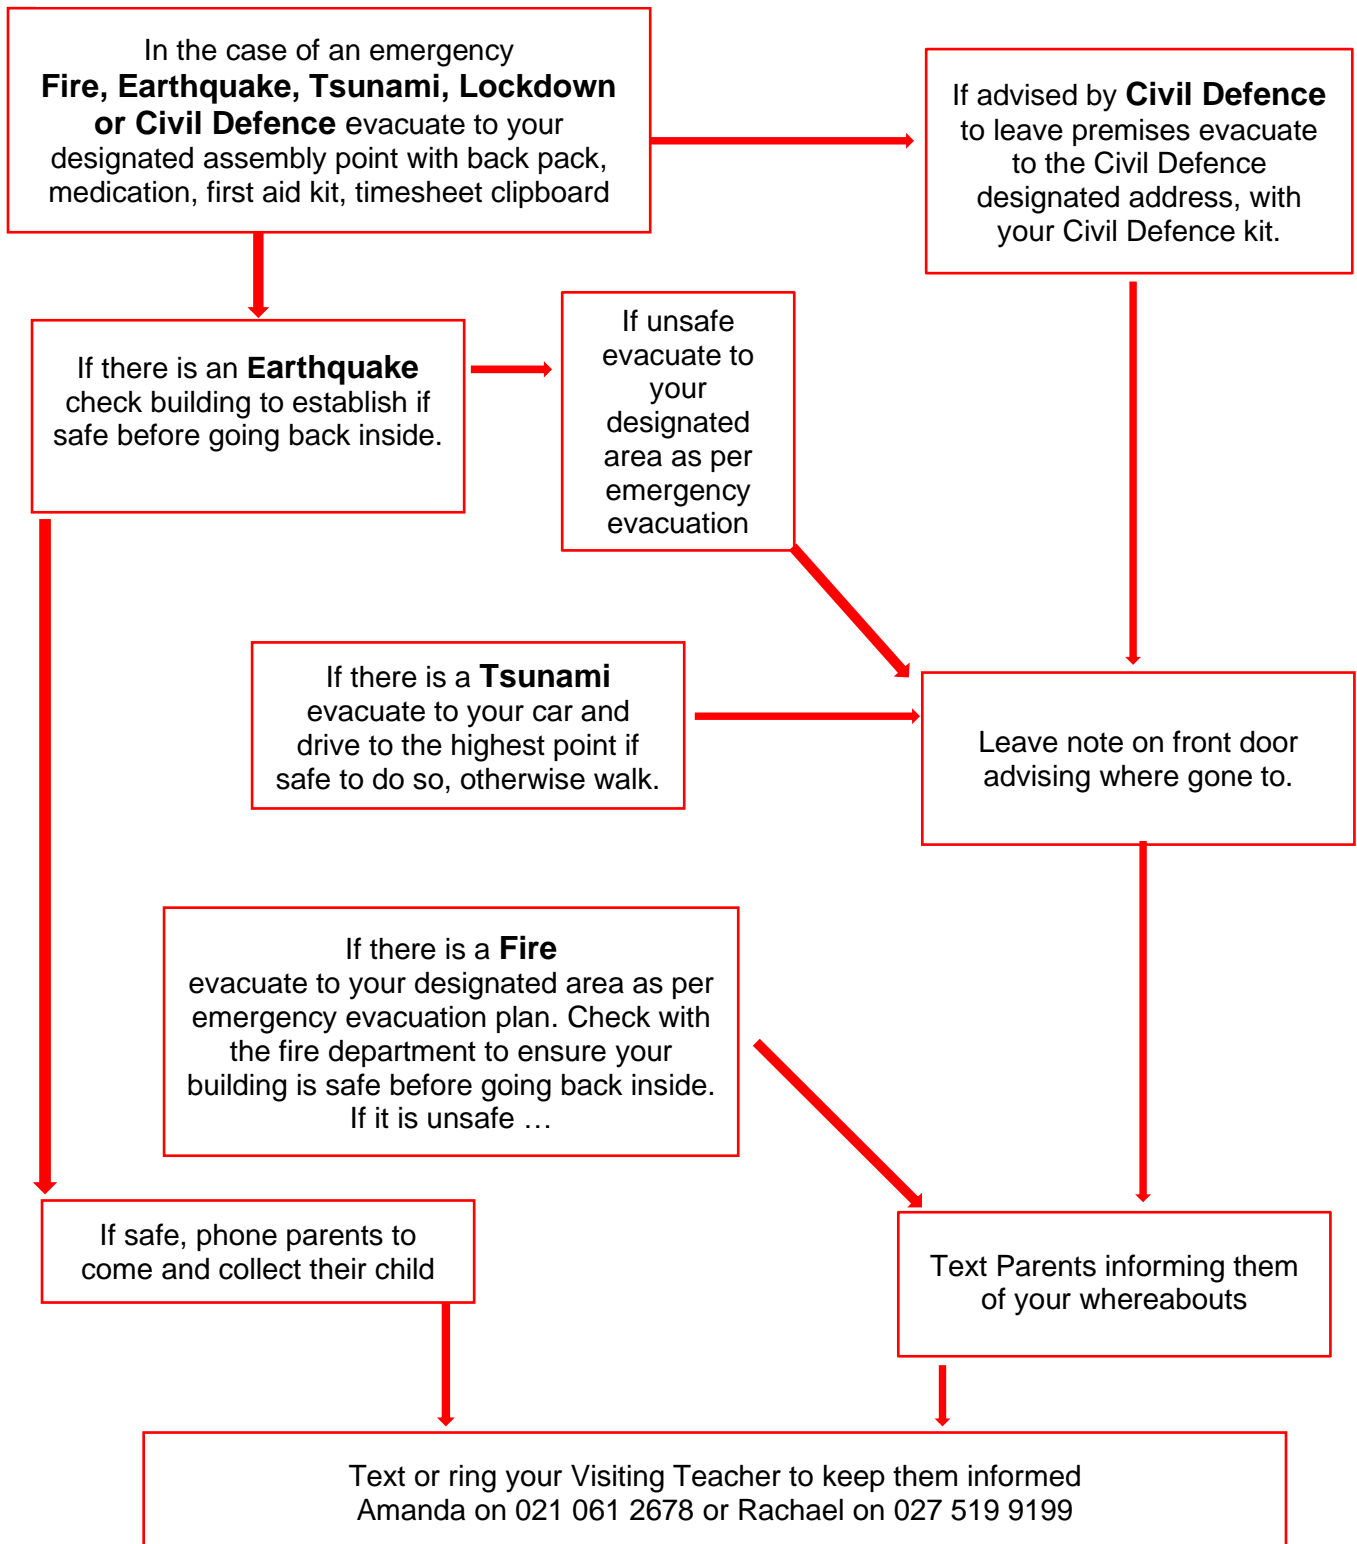 In the case of an emergency
Fire, Earthquake, Tsunami, Lockdown
or Civil Defence evacuate to your
designated assembly point with back pack,
medication, first aid kit, timesheet clipboard
If advised by Civil Defence
to leave premises evacuate
to the Civil Defence
designated address, with
your Civil Defence kit.
If there is an Earthquake
check building to establish if
safe before going back inside.
If unsafe
evacuate to
your
designated
area as per
emergency
evacuation
If there is a Tsunami
evacuate to your car and
drive to the highest point if
safe to do so, otherwise walk.
Leave note on front door
advising where gone to.
If there is a Fire
evacuate to your designated area as per
emergency evacuation plan. Check with
the fire department to ensure your
building is safe before going back inside.
If it is unsafe …
If safe, phone parents to
come and collect their child
Text Parents informing them
of your whereabouts
Text or ring your Visiting Teacher to keep them informed
Amanda on 021 061 2678 or Rachael on 027 519 9199